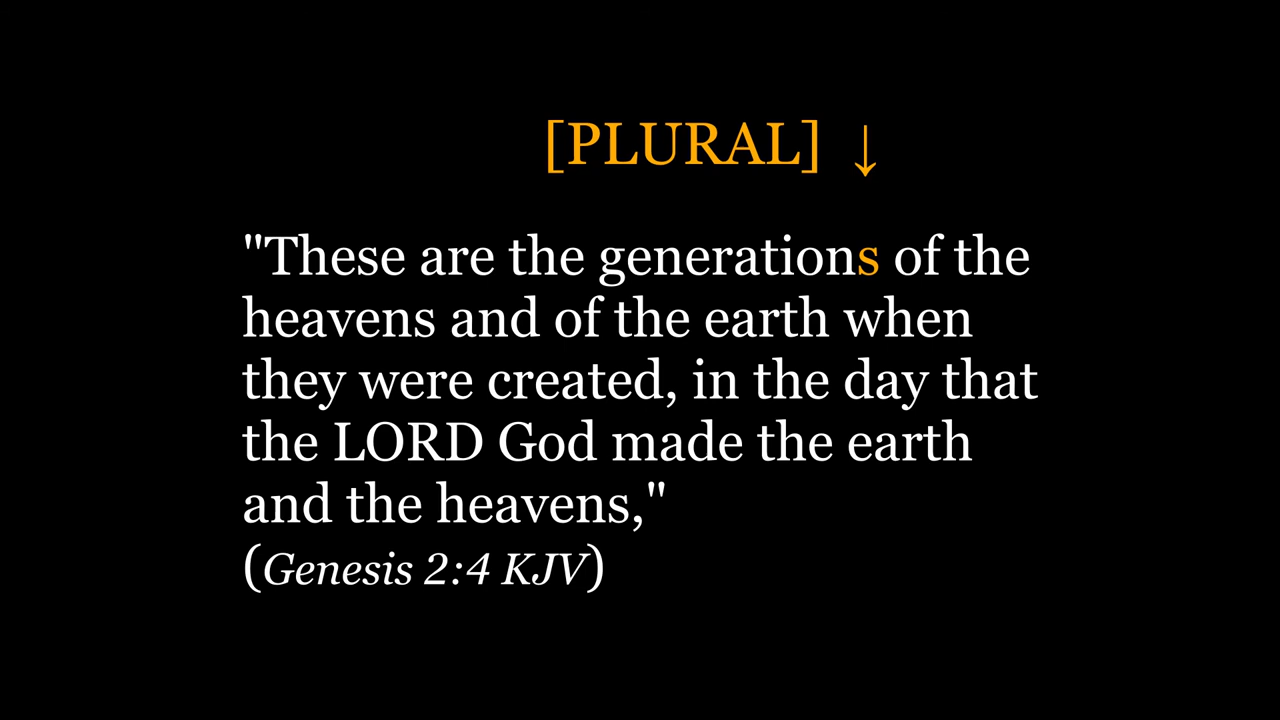 [PLURAL] ↓
"These are the generations of the
heavens and of the earth when
they were created, in the day that
the LORD God made the earth
and the heavens,"
(Genesis 2:4 KJV)